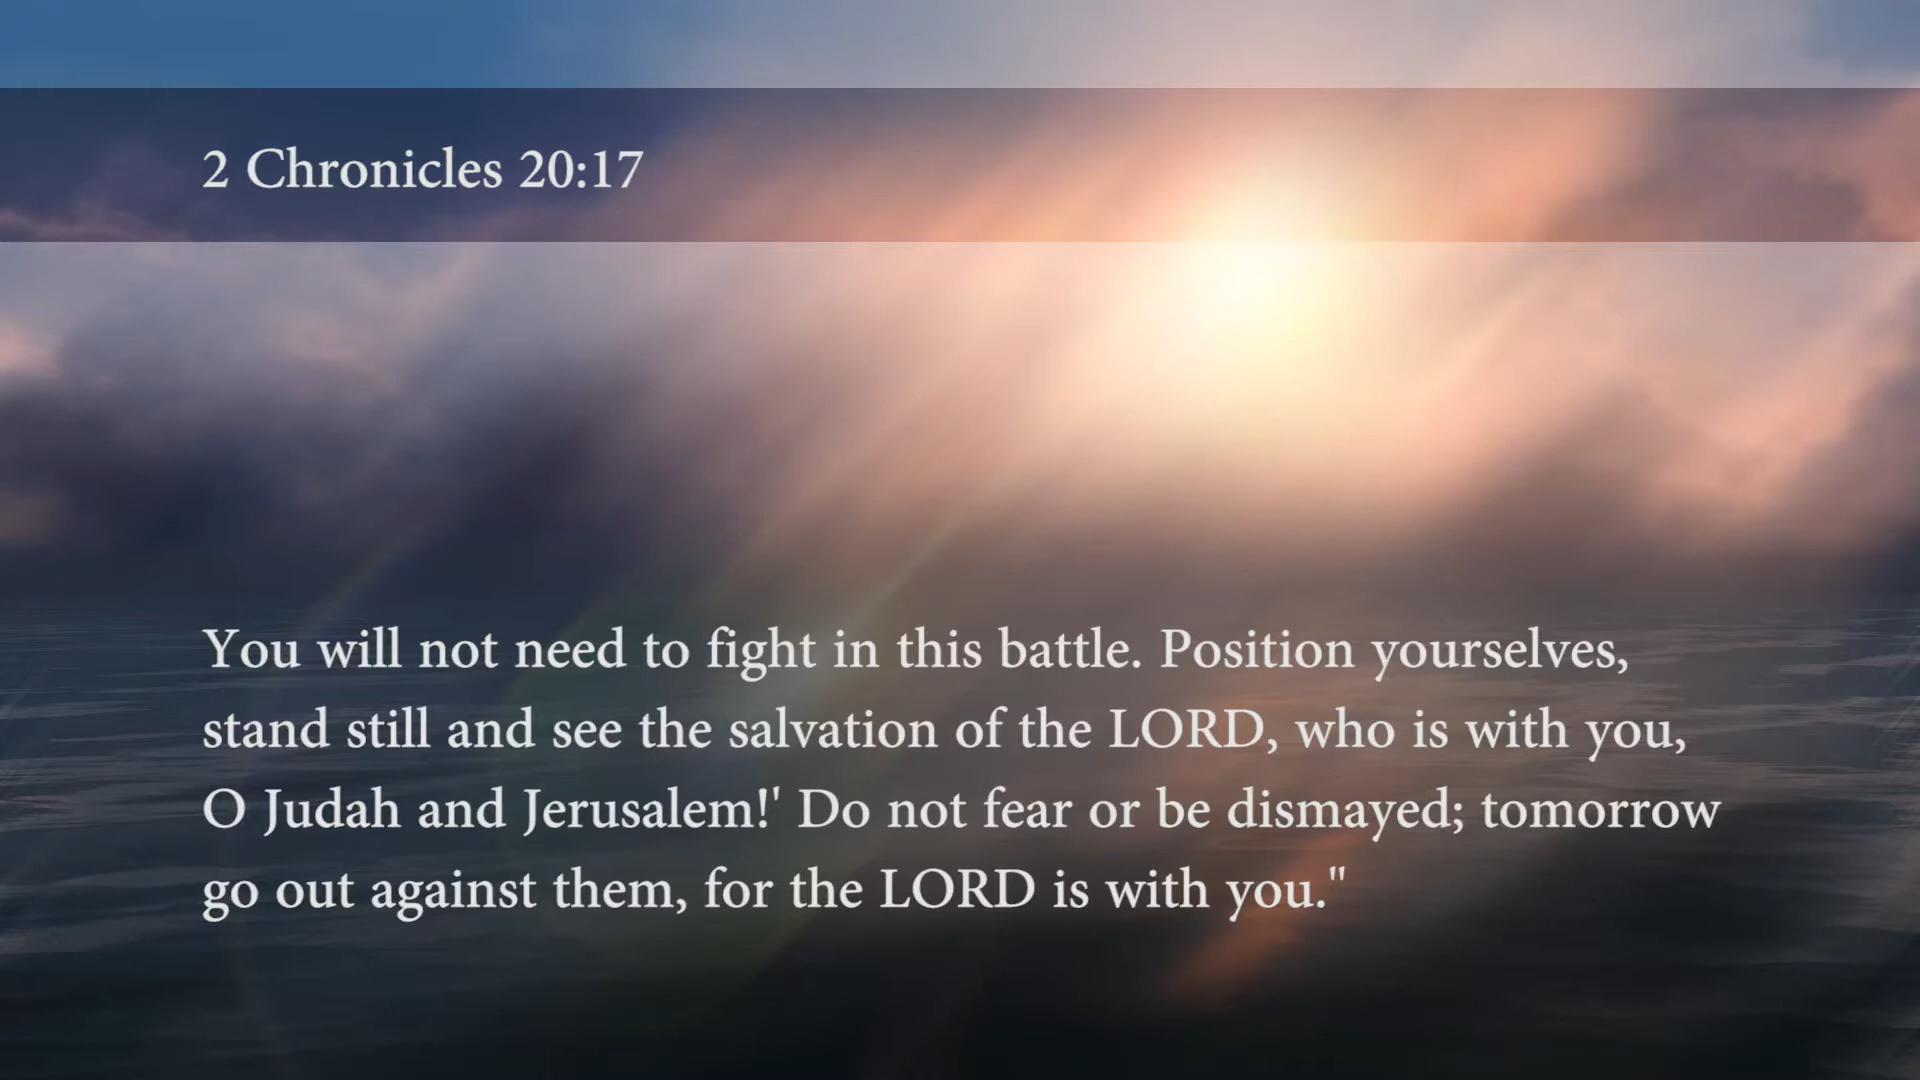 2 Chronicles 20:17
You will not need to fight in this battle. Position yourselves,
stand still and see the salvation of the LORD, who is with you,
O Judah and Jerusalem!' Do not fear or be dismayed; tomorrow
go out against them, for the LORD is with you."